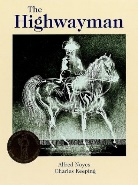 The
Highwayman
Alfred Noyes
Charles Keeping